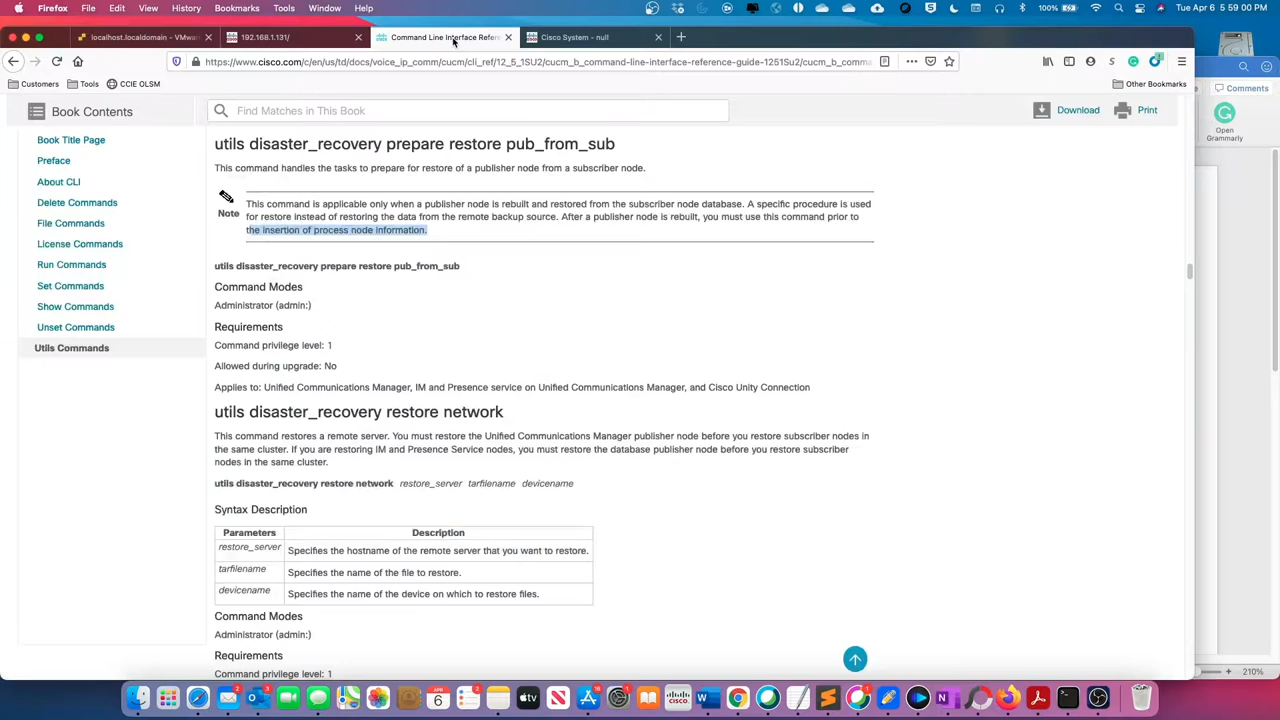 Firefox File Edit View History Bookmarks Tools Window Help 100% Tue Apr 6 5:59:00 PM
localhost.localdomain - VMwar 192.168.1.131/ Command Line Interface Refere Cisco System - null
https://www.cisco.com/c/en/us/td/docs/voice_ip_comm/cucm/cli_ref/12_5_1SU2/cucm_b_command-line-interface-reference-guide-1251Su2/cucm_b_comma
Customers Tools CCIE OLSM Other Bookmarks
Comments
Book Contents
Find Matches in This Book
Download Print
Open
Grammarly
Book Title Page
Preface
About CLI
Delete Commands
File Commands
License Commands
Run Commands
Set Commands
Show Commands
Unset Commands
Utils Commands
utils disaster_recovery prepare restore pub_from_sub
This command handles the tasks to prepare for restore of a publisher node from a subscriber node.
Note
This command is applicable only when a publisher node is rebuilt and restored from the subscriber node database. A specific procedure is used
for restore instead of restoring the data from the remote backup source. After a publisher node is rebuilt, you must use this command prior to
the insertion of process node information.
utils disaster_recovery prepare restore pub_from_sub
Command Modes
Administrator (admin:)
Requirements
Command privilege level: 1
Allowed during upgrade: No
Applies to: Unified Communications Manager, IM and Presence service on Unified Communications Manager, and Cisco Unity Connection
utils disaster_recovery restore network
This command restores a remote server. You must restore the Unified Communications Manager publisher node before you restore subscriber nodes in
the same cluster. If you are restoring IM and Presence Service nodes, you must restore the database publisher node before you restore subscriber
nodes in the same cluster.
utils disaster_recovery restore network restore_server tarfilename devicename
Syntax Description
Parameters Description
restore_server Specifies the hostname of the remote server that you want to restore.
tarfilename Specifies the name of the file to restore.
devicename Specifies the name of the device on which to restore files.
Command Modes
Administrator (admin:)
Requirements
Command privilege level: 1
210%